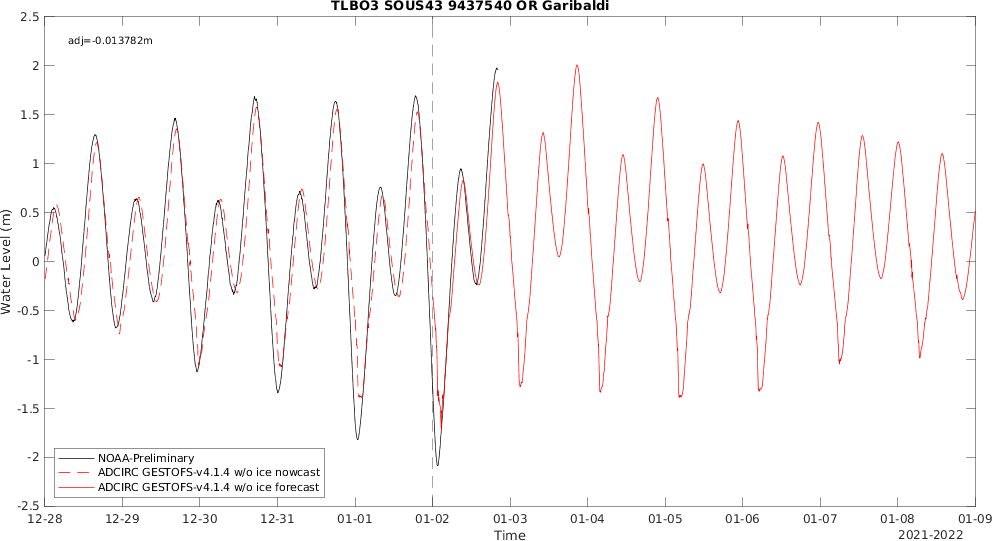 TLBO3 SOUS43 9437540 OR Garibaldi
adj=-0.013782m
2.5
2
1.5
1
0.5
0
-0.5
-1
-1.5
-2
-2.5
Water Level (m)
NOAA-Preliminary
ADCIRC GESTOFS-v4.1.4 w/o ice nowcast
ADCIRC GESTOFS-v4.1.4 w/o ice forecast
12-28 12-29 12-30 12-31 01-01 01-02 01-03 01-04 01-05 01-06 01-07 01-08 01-09
Time
2021-2022